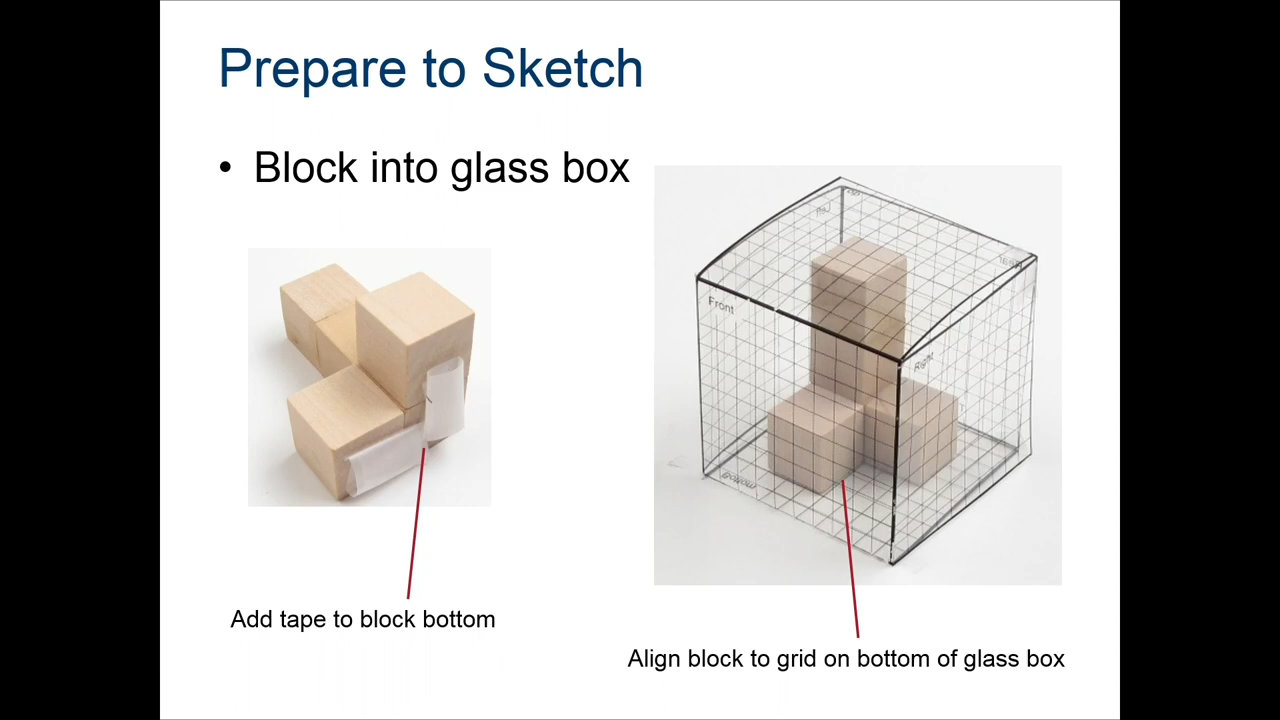 Prepare to Sketch
• Block into glass box
Front
Right
Bottom
Add tape to block bottom
Align block to grid on bottom of glass box